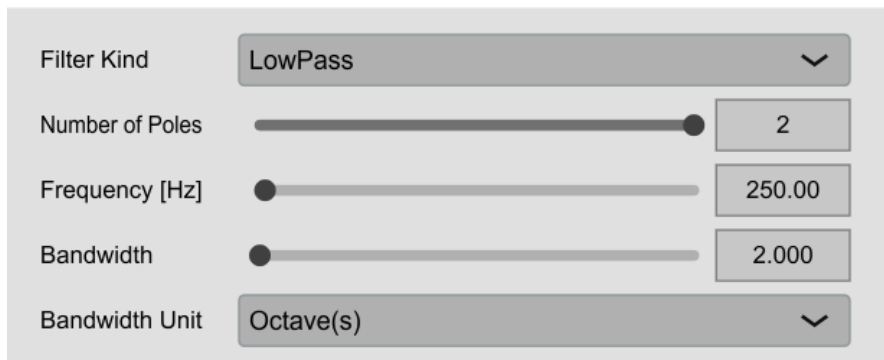 Filter Kind LowPass
Number of Poles 2
Frequency [Hz] 250.00
Bandwidth 2.000
Bandwidth Unit Octave(s)